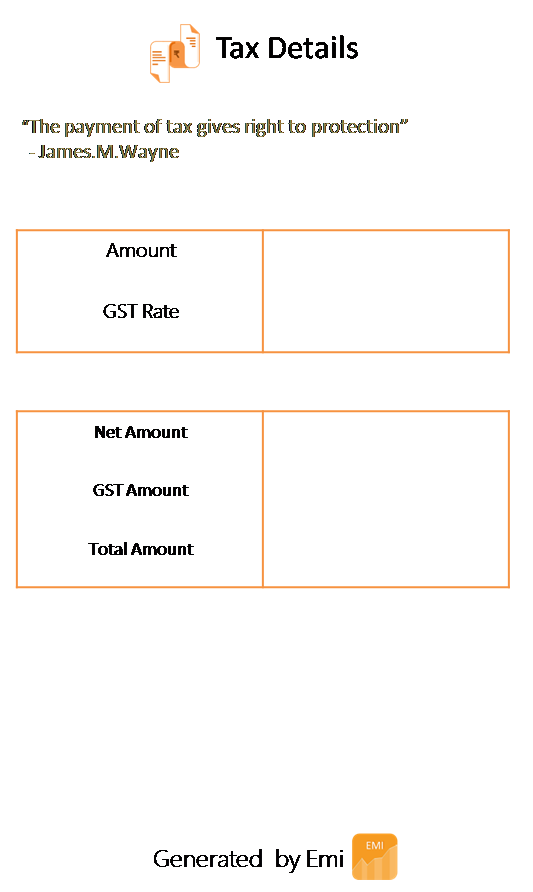 Tax Details
“The payment of tax gives right to protection”
- James.M.Wayne
Amount
GST Rate
Net Amount
GST Amount
Total Amount
Generated by Emi
EMI